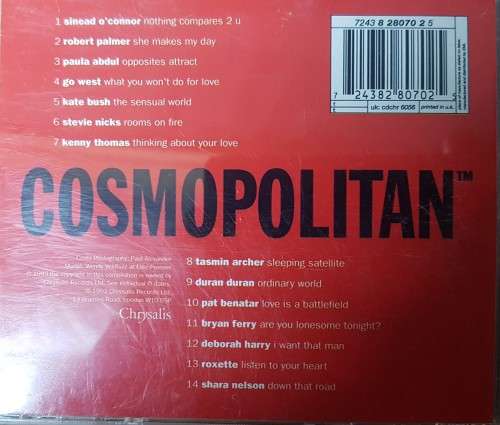 1 sinead o'connor nothing compares 2 u
2 robert palmer she makes my day
3 paula abdul opposites attract
4 go west what you won't do for love
5 kate bush the sensual world
6 stevie nicks rooms on fire
7 kenny thomas thinking about your love
7243 8 28070 2 5
7 24382 80702
uk: cdchr 6056 printed in u.k.
COSMOPOLITAN™
Cover Photography: Paul Alexander
Chrysalis Records Ltd.
Chrysalis
8 tasmin archer sleeping satellite
9 duran duran ordinary world
10 pat benatar love is a battlefield
11 bryan ferry are you lonesome tonight?
12 deborah harry i want that man
13 roxette listen to your heart
14 shara nelson down that road